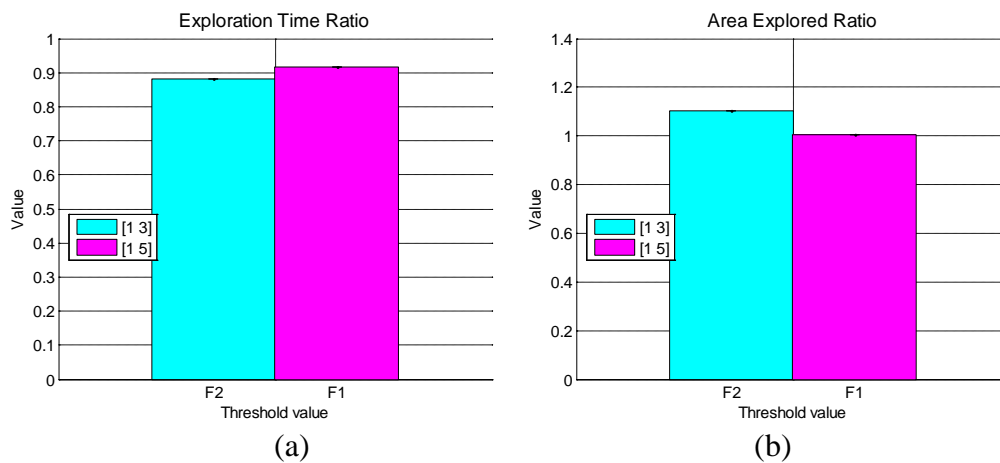 Exploration Time Ratio
1
0.9
0.8
0.7
0.6
0.5
0.4
0.3
0.2
0.1
0
Value
[1 3]
[1 5]
F2 F1
Threshold value
(a)
Area Explored Ratio
1.4
1.2
1
0.8
0.6
0.4
0.2
0
Value
[1 3]
[1 5]
F2 F1
Threshold value
(b)